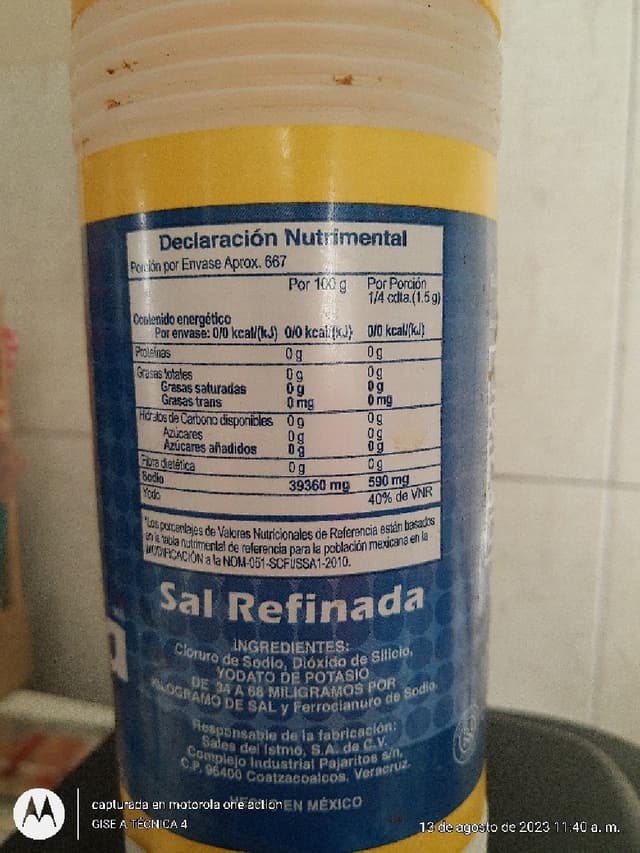 Declaración Nutrimental
Porción por Envase Aprox. 667
Por 100 g Por Porción
1/4 cdta.(1.5 g)
Contenido energético
Por envase: 0/0 kcal/(kJ) 0/0 kcal/(kJ) 0/0 kcal/(kJ)
Proteínas 0 g 0 g
Grasas totales 0 g 0 g
Grasas saturadas 0 g 0 g
Grasas trans 0 mg 0 mg
Hidratos de Carbono disponibles 0 g 0 g
Azúcares 0 g 0 g
Azúcares añadidos 0 g 0 g
Fibra dietética 0 g 0 g
Sodio 39360 mg 590 mg
Yodo 40% de VNR
*Los porcentajes de Valores Nutricionales de Referencia están basados
en la tabla nutrimental de referencia para la población mexicana en la
MODIFICACIÓN a la NOM-051-SCFI/SSA1-2010.
Sal Refinada
INGREDIENTES:
Cloruro de Sodio, Dióxido de Silicio,
YODATO DE POTASIO
DE 34 A 68 MILIGRAMOS POR
KILOGRAMO DE SAL y Ferrocianuro de Sodio.
Responsable de la fabricación:
Sales del Istmo, S.A. de C.V.
Complejo Industrial Pajaritos s/n,
C.P. 96400 Coatzacoalcos, Veracruz.
HECHO EN MÉXICO
capturada en motorola one action
GISE A TÉCNICA 4
13 de agosto de 2023 11:40 a. m.